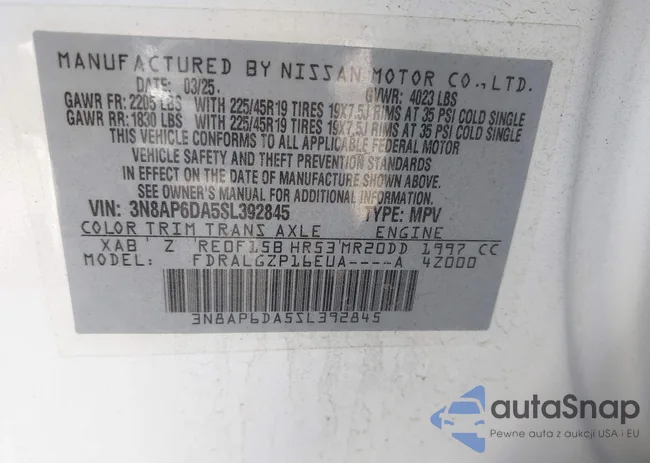 MANUFACTURED BY NISSAN MOTOR CO., LTD.
DATE: 03/25. GVWR: 4023 LBS
GAWR FR: 2205 LBS WITH 225/45R19 TIRES 19X7.5J RIMS AT 35 PSI COLD SINGLE
GAWR RR: 1830 LBS WITH 225/45R19 TIRES 19X7.5J RIMS AT 35 PSI COLD SINGLE
THIS VEHICLE CONFORMS TO ALL APPLICABLE FEDERAL MOTOR
VEHICLE SAFETY AND THEFT PREVENTION STANDARDS
IN EFFECT ON THE DATE OF MANUFACTURE SHOWN ABOVE.
SEE OWNER'S MANUAL FOR ADDITIONAL INFORMATION.
VIN: 3N8AP6DA5SL392845 TYPE: MPV
COLOR TRIM TRANS AXLE ENGINE
XAB Z RE0F15B HR53 MR20DD 1997 CC
MODEL: FDRALGZP16EUA----A 4Z000
3N8AP6DA5SL392845
autoSnap
Pewne auta z aukcji USA i EU